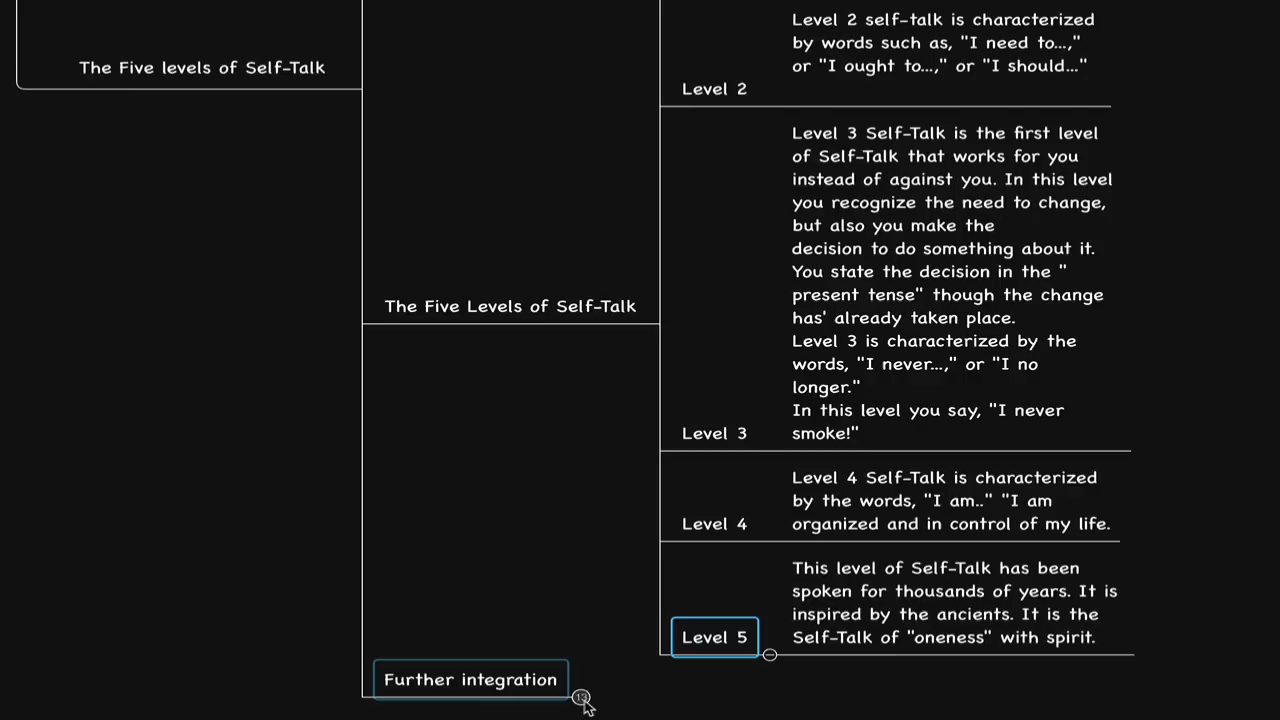 The Five levels of Self-Talk
The Five Levels of Self-Talk
Level 2
Level 2 self-talk is characterized
by words such as, "I need to...,"
or "I ought to...," or "I should..."
Level 3
Level 3 Self-Talk is the first level
of Self-Talk that works for you
instead of against you. In this level
you recognize the need to change,
but also you make the
decision to do something about it.
You state the decision in the "
present tense" though the change
has' already taken place.
Level 3 is characterized by the
words, "I never...," or "I no
longer."
In this level you say, "I never
smoke!"
Level 4
Level 4 Self-Talk is characterized
by the words, "I am.." "I am
organized and in control of my life.
Level 5
This level of Self-Talk has been
spoken for thousands of years. It is
inspired by the ancients. It is the
Self-Talk of "oneness" with spirit.
Further integration
13